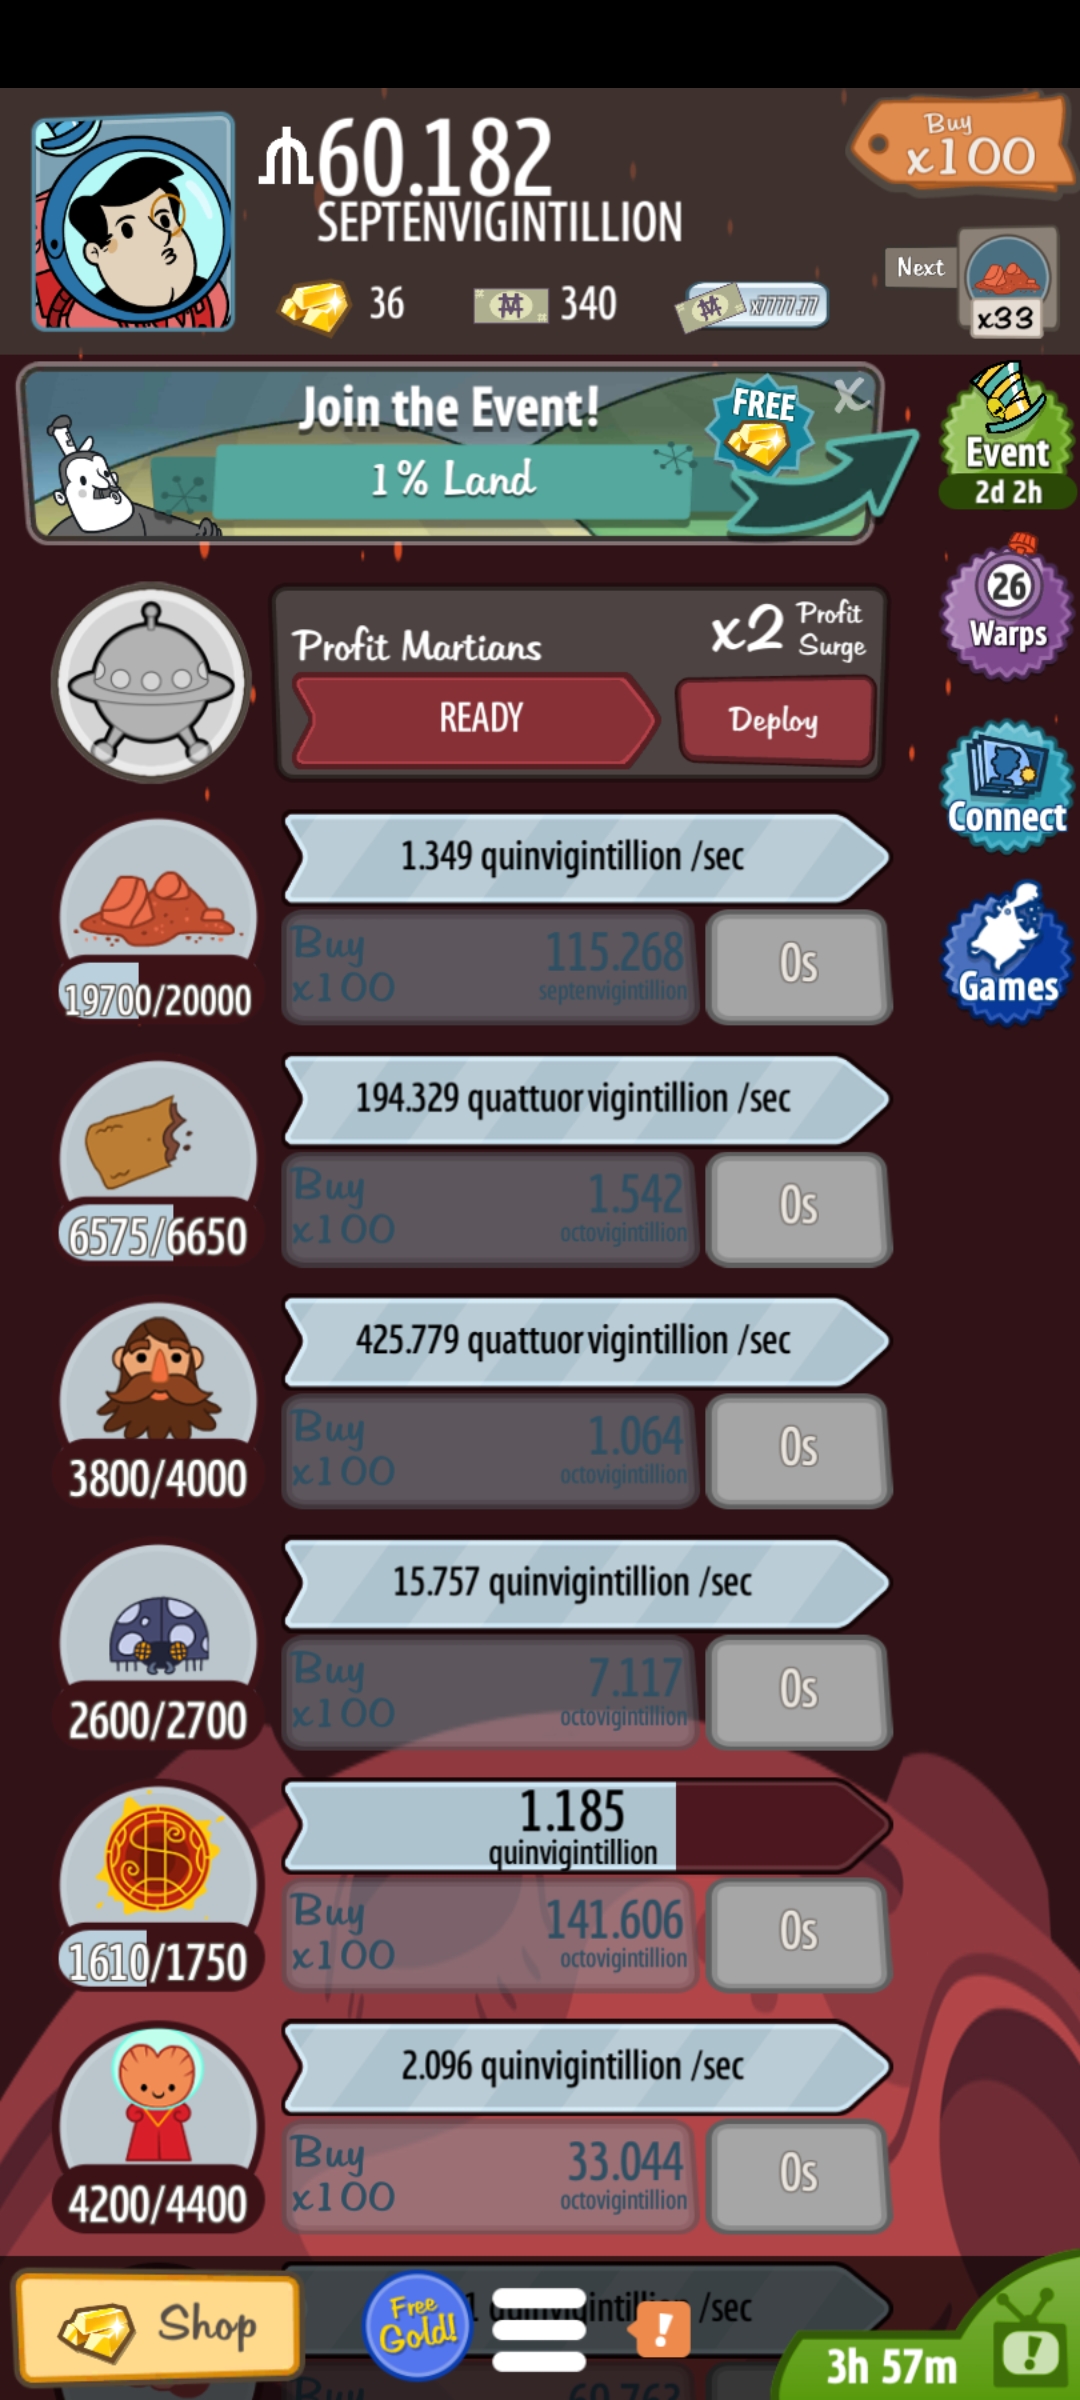 60.182
SEPTENVIGINTILLION
Buy
x100
36
340
x7777.77
Next
x33
Join the Event!
1% Land
FREE
Event
2d 2h
26
Warps
Connect
Games
Profit Martians
x2 Profit Surge
READY
Deploy
1.349 quinvigintillion /sec
19700/20000
Buy x100
115.268
septenvigintillion
0s
194.329 quattuorvigintillion /sec
6575/6650
Buy x100
1.542
octovigintillion
0s
425.779 quattuorvigintillion /sec
3800/4000
Buy x100
1.064
octovigintillion
0s
15.757 quinvigintillion /sec
2600/2700
Buy x100
7.117
octovigintillion
0s
1.185
quinvigintillion
1610/1750
Buy x100
141.606
octovigintillion
0s
2.096 quinvigintillion /sec
4200/4400
Buy x100
33.044
octovigintillion
0s
Shop
Free Gold!
/sec
!
3h 57m
!